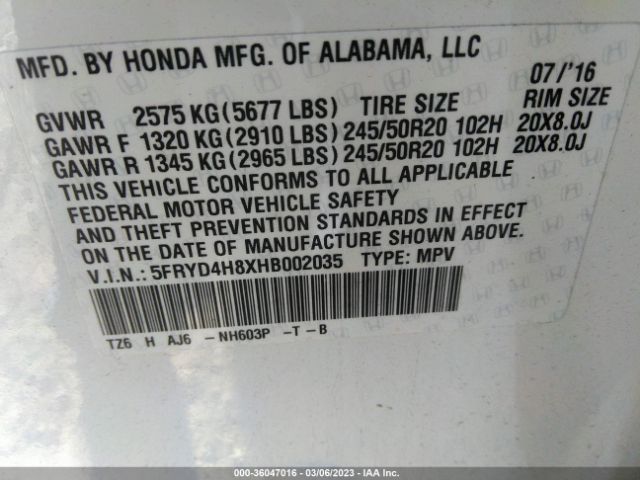 MFD. BY HONDA MFG. OF ALABAMA, LLC
07/'16
GVWR 2575 KG(5677 LBS) TIRE SIZE RIM SIZE
GAWR F 1320 KG(2910 LBS) 245/50R20 102H 20X8.0J
GAWR R 1345 KG(2965 LBS) 245/50R20 102H 20X8.0J
THIS VEHICLE CONFORMS TO ALL APPLICABLE
FEDERAL MOTOR VEHICLE SAFETY
AND THEFT PREVENTION STANDARDS IN EFFECT
ON THE DATE OF MANUFACTURE SHOWN ABOVE.
V.I.N.: 5FRYD4H8XHB002035 TYPE: MPV
TZ6 H AJ6 -NH603P -T-B
000-36047016 - 03/06/2023 - IAA Inc.